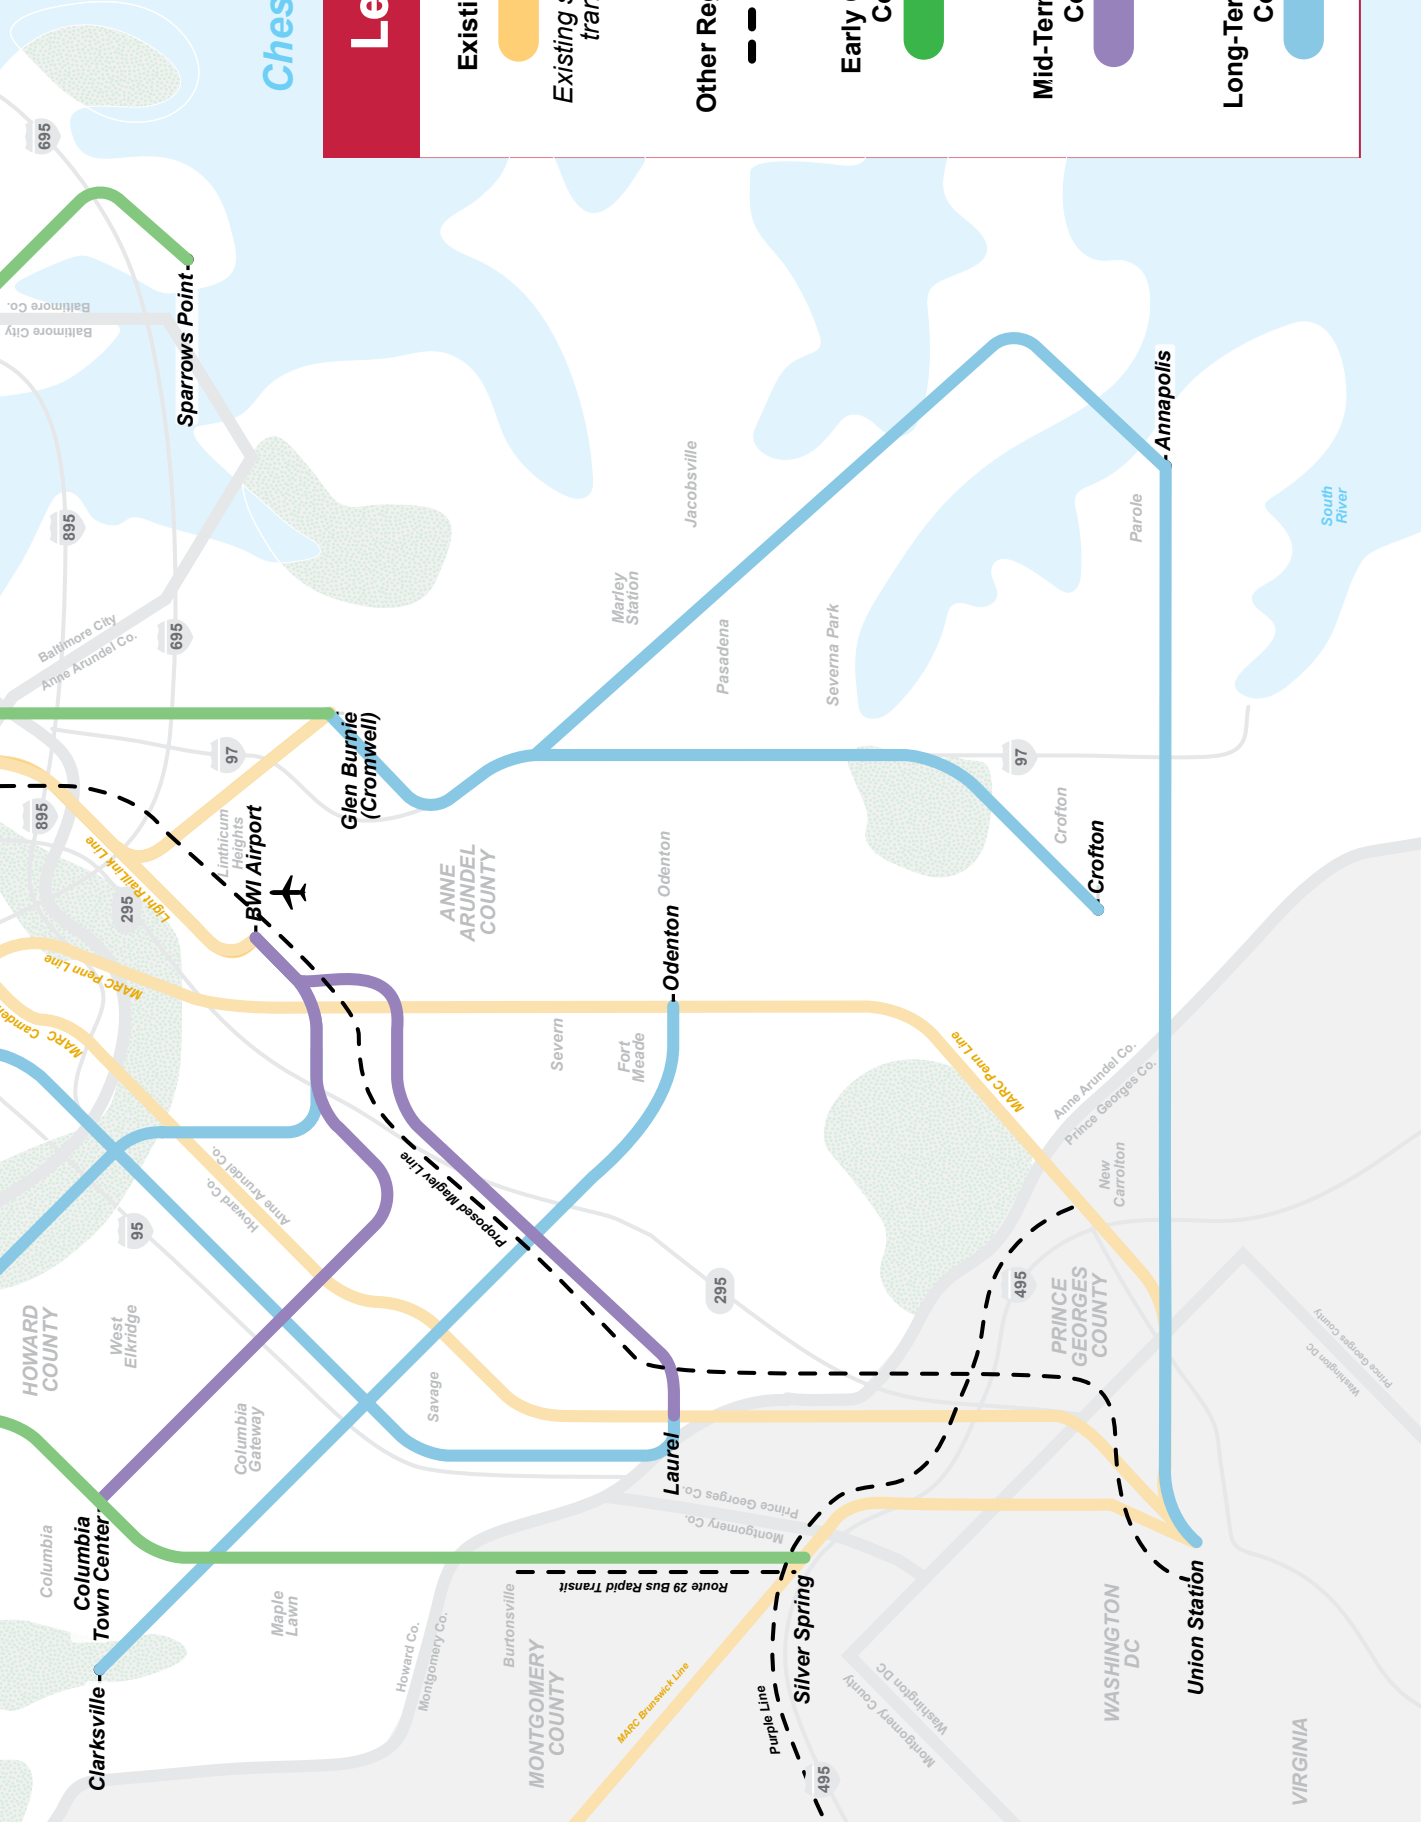 Ches
Le
Existi
Existing s
tran
Other Reg
Early
Co
Mid-Term
Co
Long-Ter
Co
695
Sparrows Point
Baltimore Co.
Baltimore City
895
Baltimore City
Anne Arundel Co.
695
97
Glen Burnie
(Cromwell)
895
Light RailLink Line
Linthicum
Heights
BWI Airport
295
MARC Penn Line
MARC Camden
Jacobsville
Marley
Station
Pasadena
Severna Park
Parole
Annapolis
South
River
97
Crofton
Crofton
ANNE
ARUNDEL
COUNTY
Odenton
Odenton
Severn
Fort
Meade
MARC Penn Line
Anne Arundel Co.
Prince Georges Co.
New
Carrolton
Proposed Maglev Line
Anne Arundel Co.
Howard Co.
95
HOWARD
COUNTY
West
Elkridge
295
495
PRINCE
GEORGES
COUNTY
Prince Georges County
Washington DC
Savage
Columbia
Gateway
Laurel
Prince Georges Co.
Montgomery Co.
Columbia
Columbia
Town Center
Clarksville
Maple
Lawn
Howard Co.
Montgomery Co.
Burtonsville
Route 29 Bus Rapid Transit
MONTGOMERY
COUNTY
MARC Brunswick Line
Purple Line
Silver Spring
495
Washington DC
Montgomery County
WASHINGTON
DC
Union Station
VIRGINIA